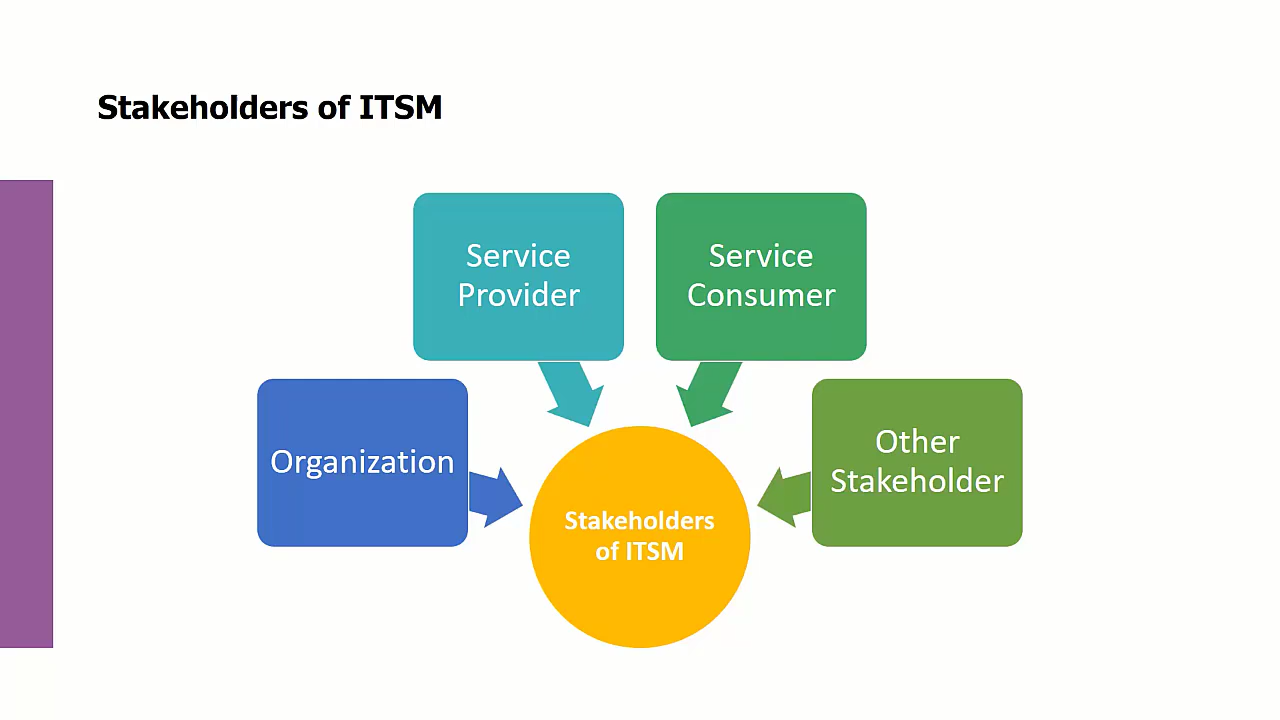 Stakeholders of ITSM
Service
Provider
Service
Consumer
Organization
Other
Stakeholder
Stakeholders
of ITSM